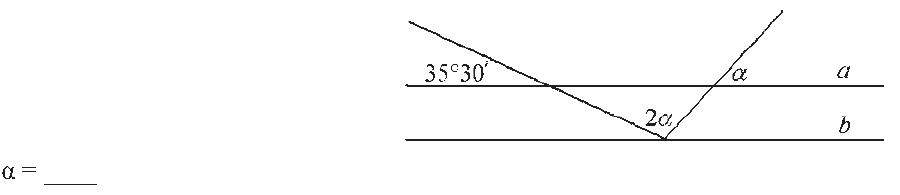 35°30′
α
a
2α
b
α = ____